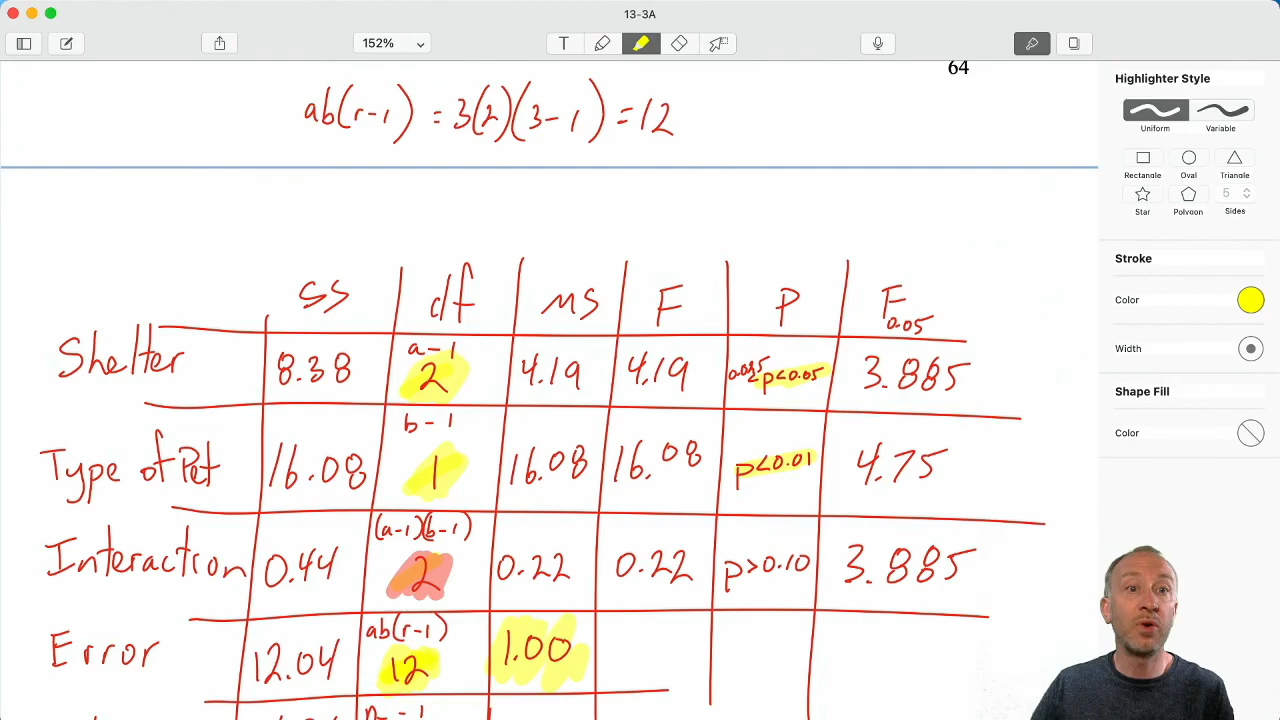 13-3A
152%
T
64
ab(r-1) = 3(2)(3-1) = 12
SS df MS F P F0.05
Shelter 8.38 a-1 2 4.19 4.19 0.025<p<0.05 3.885
Type of Pet 16.08 b-1 1 16.08 16.08 p<0.01 4.75
Interaction 0.44 (a-1)(b-1) 2 0.22 0.22 p>0.10 3.885
Error 12.04 ab(r-1) 12 1.00
Highlighter Style
Uniform Variable
Rectangle Oval Triangle
5
Star Polygon Sides
Stroke
Color
Width
Shape Fill
Color